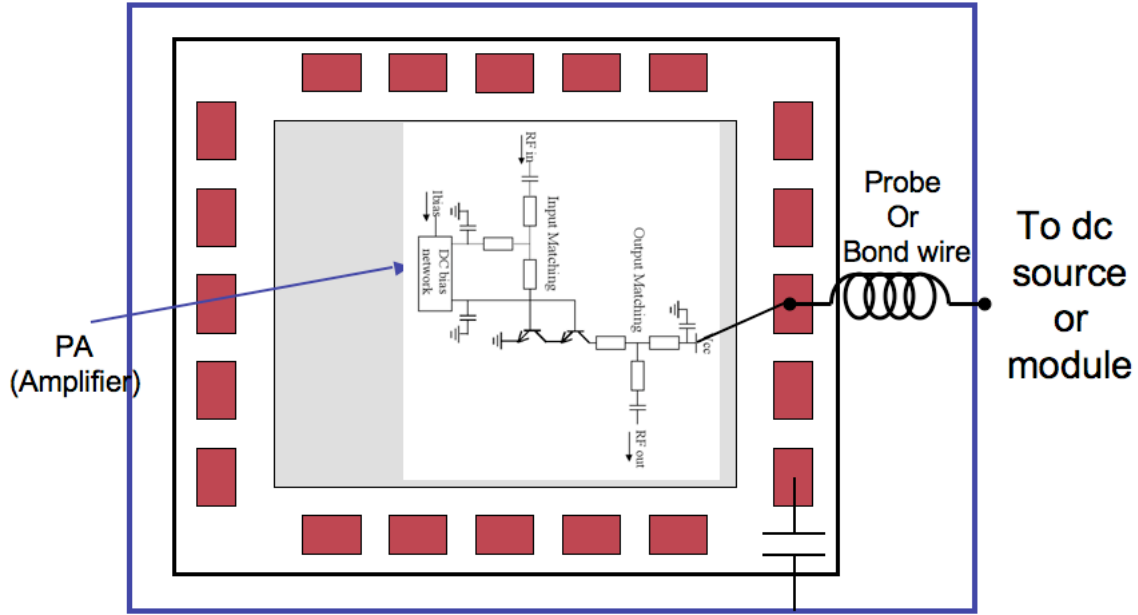 RF in
Ibias
Input Matching
DC bias
network
Output Matching
Vcc
RF out
Probe
Or
Bond wire
To dc
source
or
module
PA
(Amplifier)